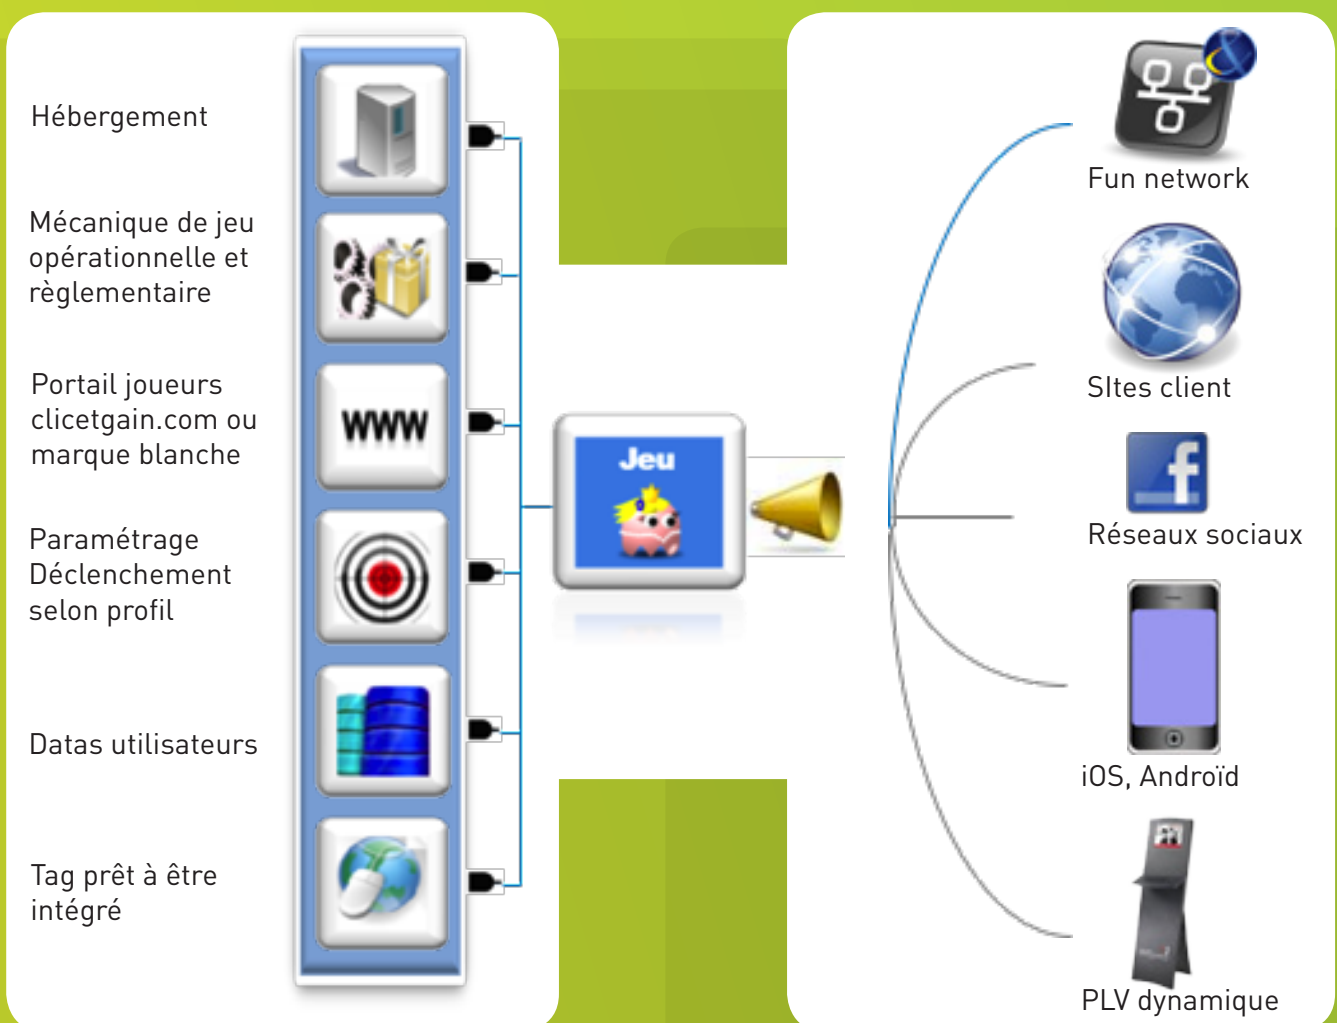 Hébergement
Mécanique de jeu
opérationnelle et
règlementaire
Portail joueurs
clicetgain.com ou
marque blanche
Paramétrage
Déclenchement
selon profil
Datas utilisateurs
Tag prêt à être
intégré
WWW
Jeu
Fun network
SItes client
Réseaux sociaux
iOS, Androïd
PLV dynamique